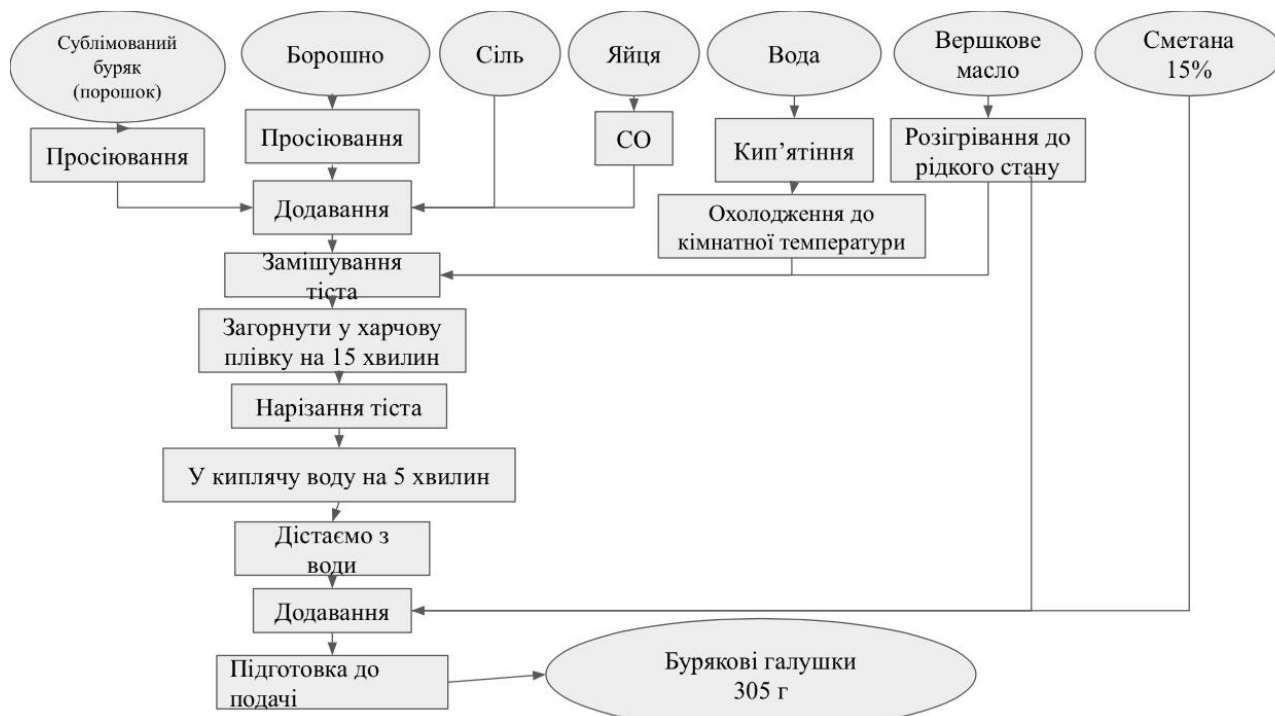 Сублімований
буряк
(порошок)
Борошно
Сіль
Яйця
Вода
Вершкове
масло
Сметана
15%
Просіювання
Просіювання
СО
Кип’ятіння
Розігрівання до
рідкого стану
Додавання
Охолодження до
кімнатної температури
Замішування
тіста
Загорнути у харчову
плівку на 15 хвилин
Нарізання тіста
У киплячу воду на 5 хвилин
Дістаємо з
води
Додавання
Підготовка до
подачі
Бурякові галушки
305 г